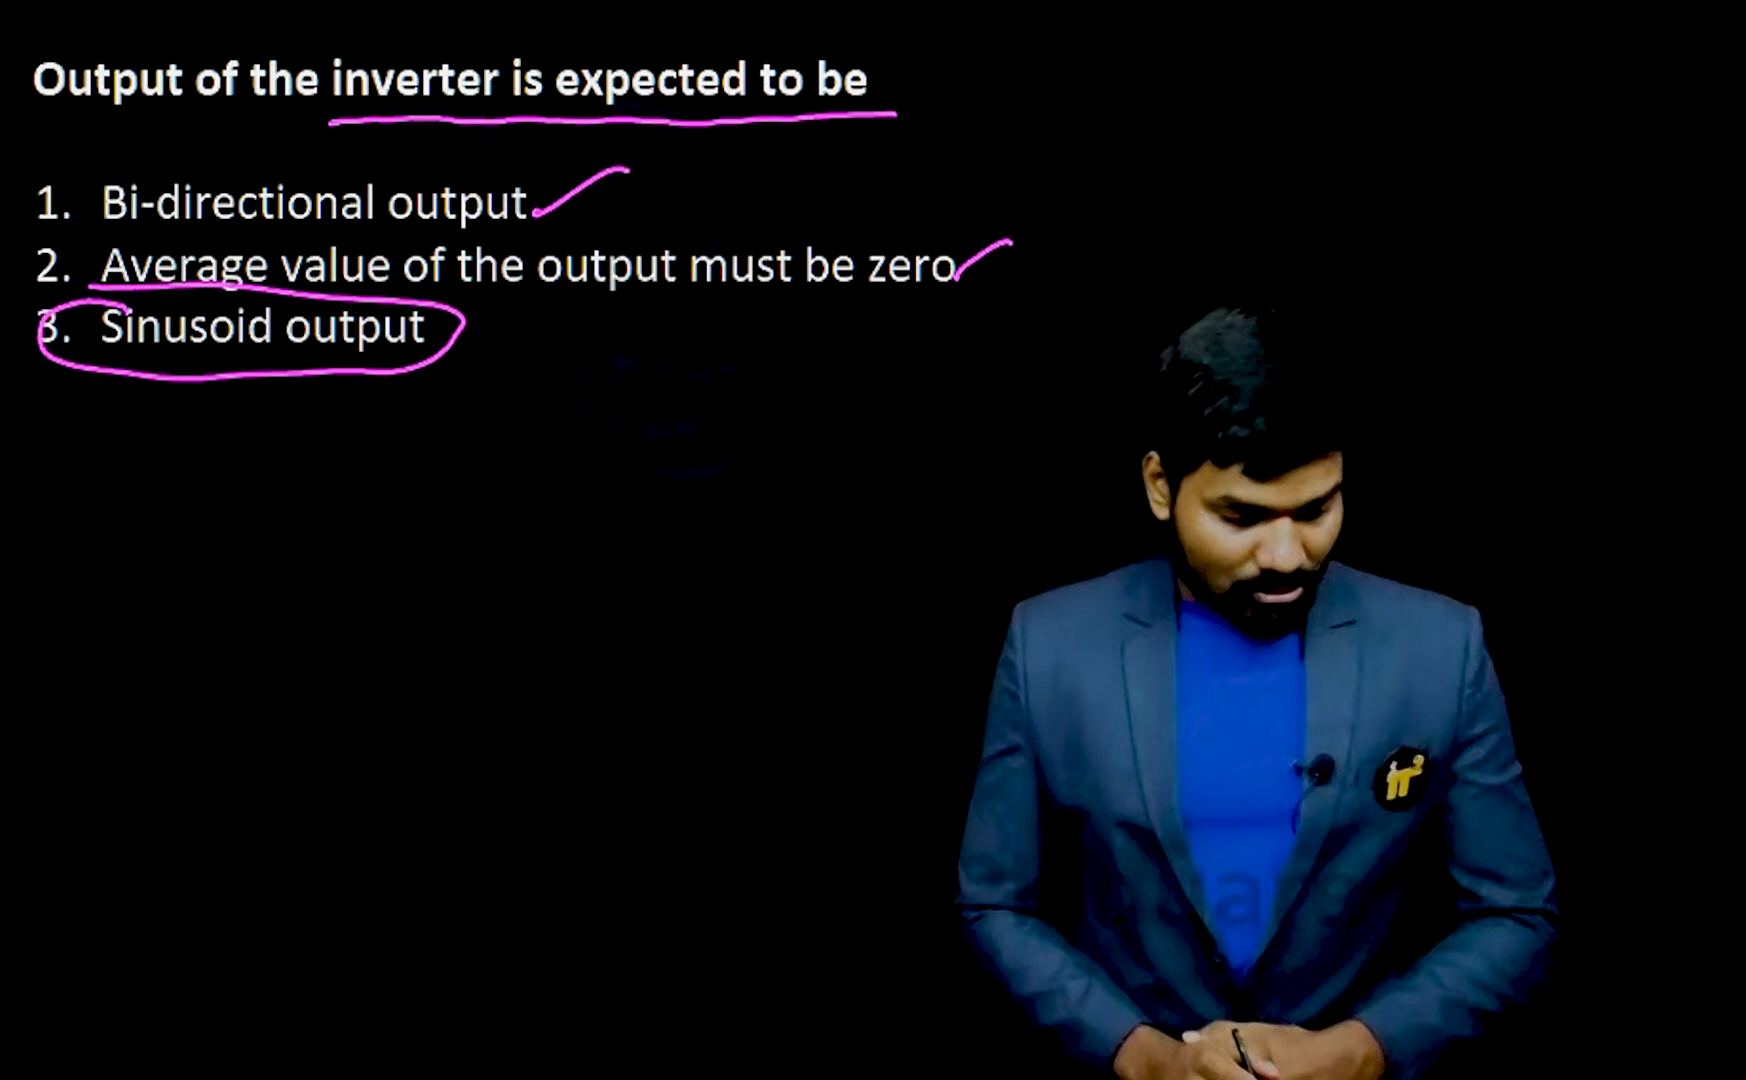 Output of the inverter is expected to be
1. Bi-directional output
2. Average value of the output must be zero
3. Sinusoid output